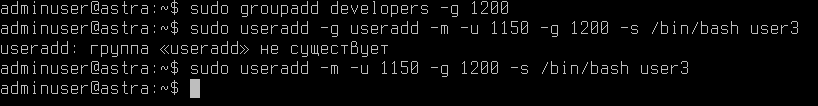 adminuser@astra:~$ sudo groupadd developers -g 1200
adminuser@astra:~$ sudo useradd -g useradd -m -u 1150 -g 1200 -s /bin/bash user3
useradd: группа «useradd» не существует
adminuser@astra:~$ sudo useradd -m -u 1150 -g 1200 -s /bin/bash user3
adminuser@astra:~$